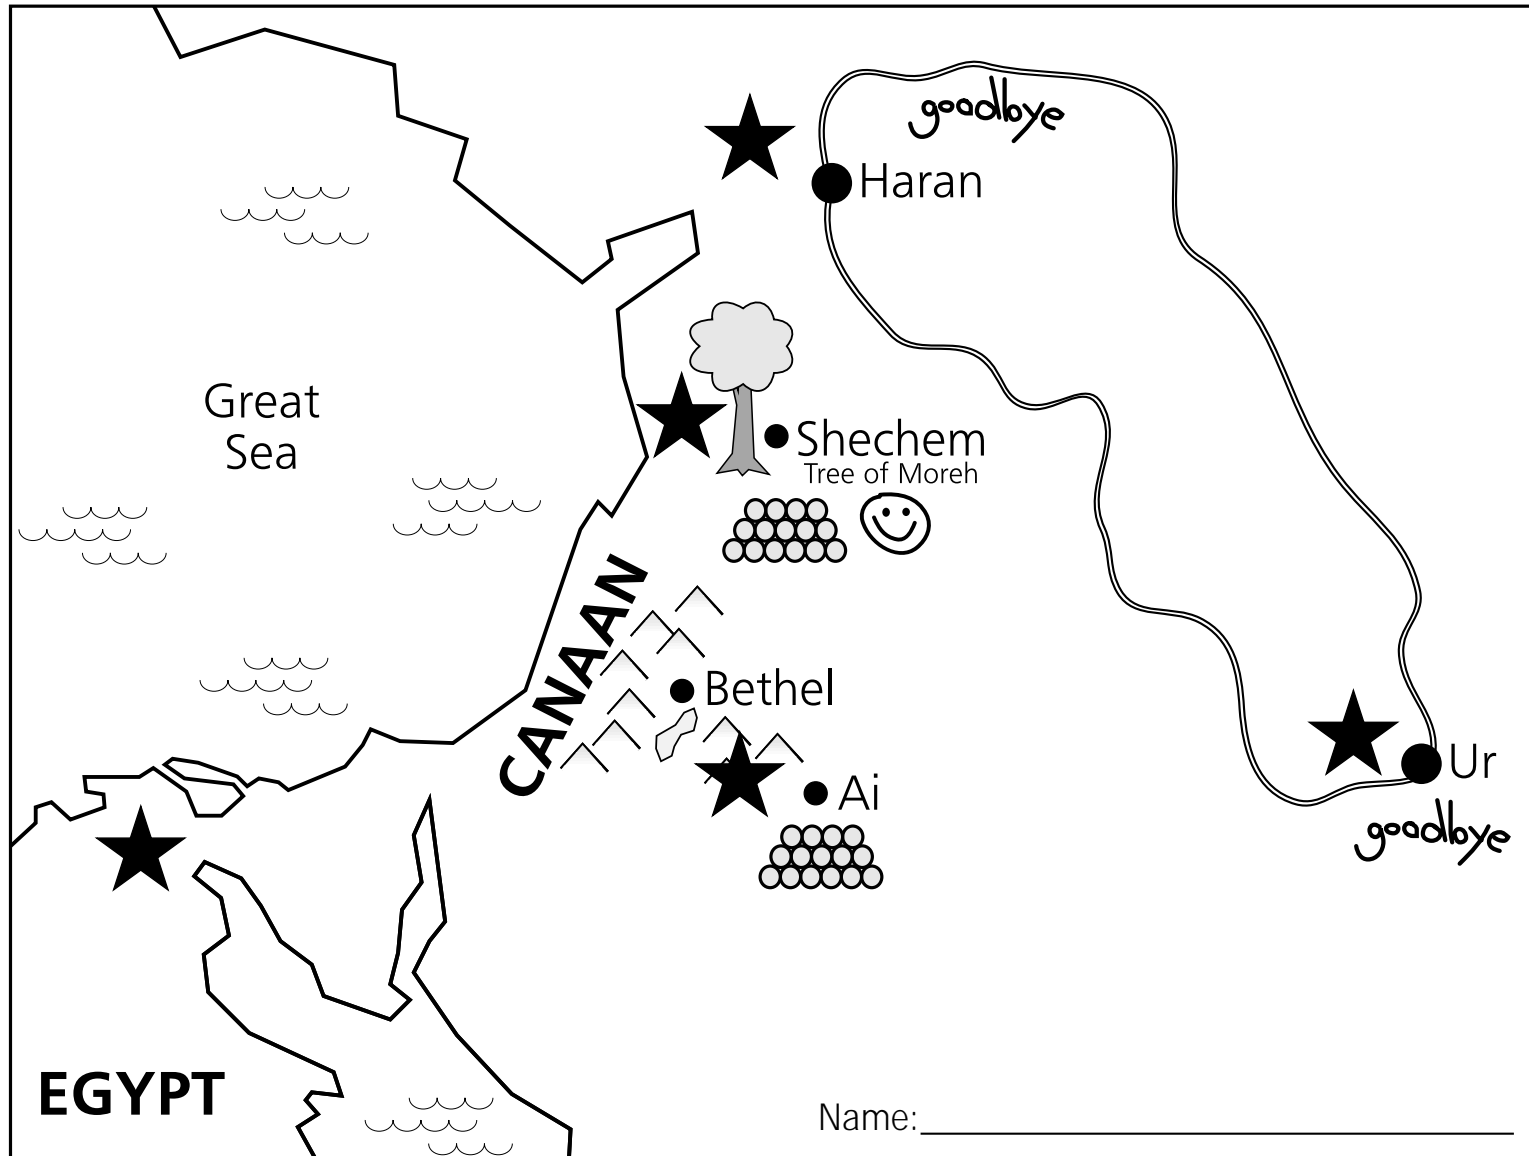 goodbye
Haran
Great
Sea
Shechem
Tree of Moreh
CANAAN
Bethel
Ur
Ai
goodbye
EGYPT
Name: